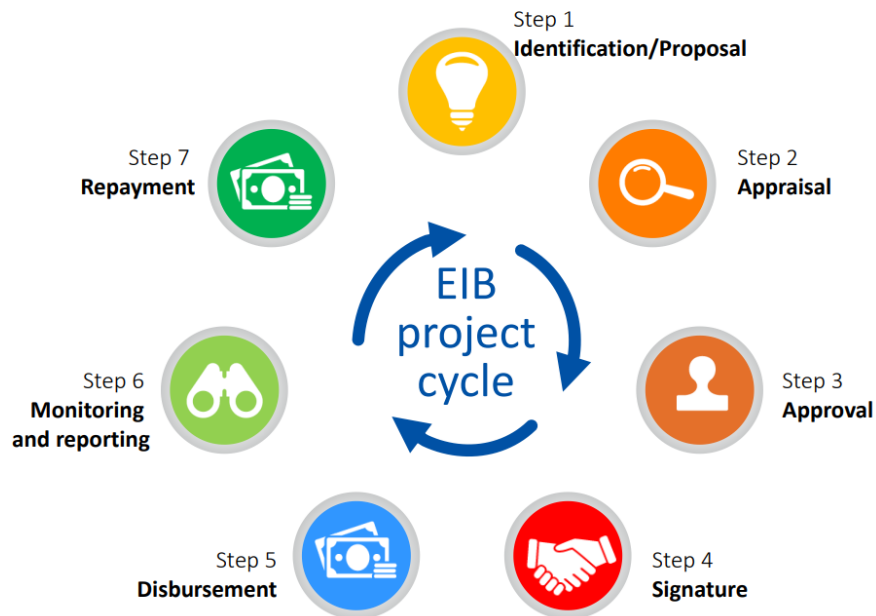 Step 1
Identification/Proposal
Step 2
Appraisal
Step 3
Approval
Step 4
Signature
Step 5
Disbursement
Step 6
Monitoring
and reporting
Step 7
Repayment
EIB
project
cycle